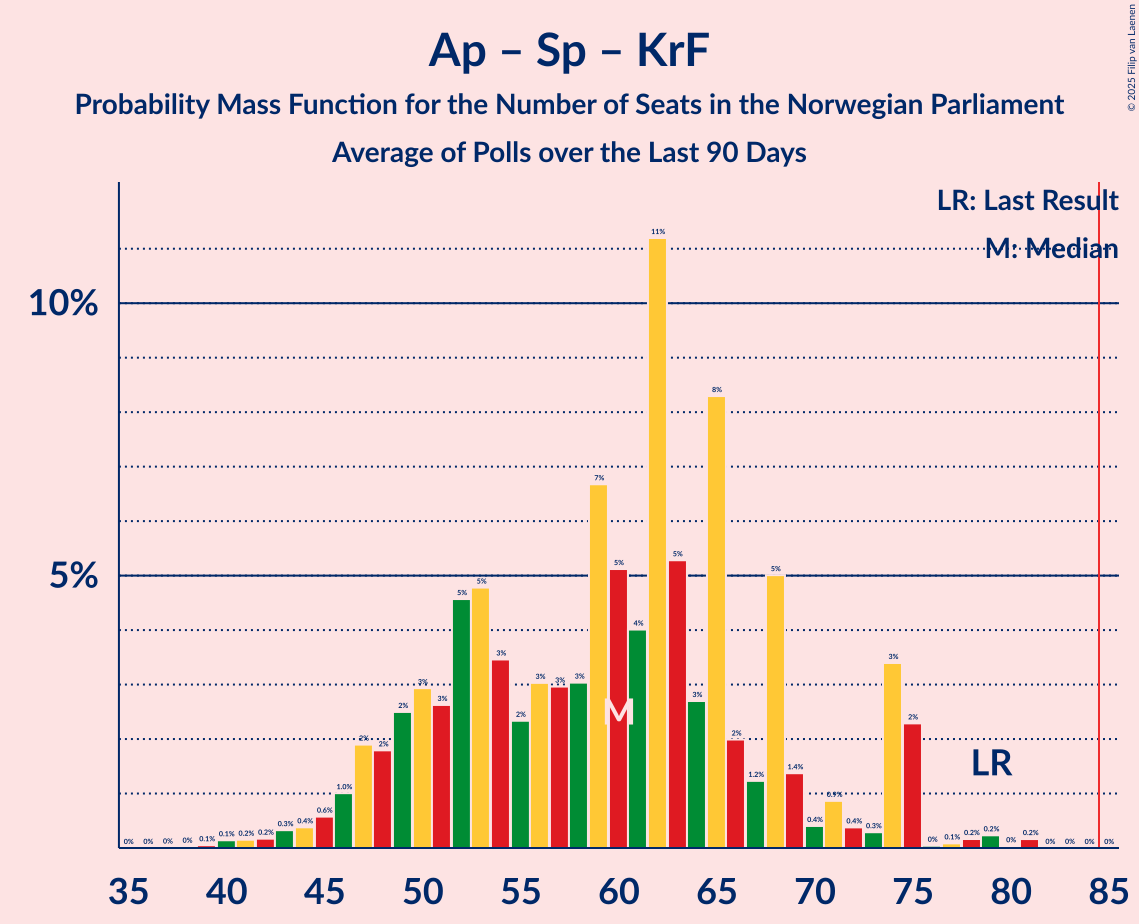 Ap – Sp – KrF
Probability Mass Function for the Number of Seats in the Norwegian Parliament
Average of Polls over the Last 90 Days
© 2025 Filip van Laenen
LR: Last Result
M: Median
10%
5%
0% 0% 0% 0% 0.1% 0.1% 0.2% 0.2% 0.3% 0.4% 0.6% 1.0% 2% 2% 2% 3% 3% 5% 5% 3% 2% 3% 3% 3% 7% 5% 4% 11% 5% 3% 8% 2% 1.2% 5% 1.4% 0.4% 0.9% 0.4% 0.3% 3% 2% 0% 0.1% 0.2% 0.2% 0% 0.2% 0% 0% 0% 0%
M
LR
35 40 45 50 55 60 65 70 75 80 85